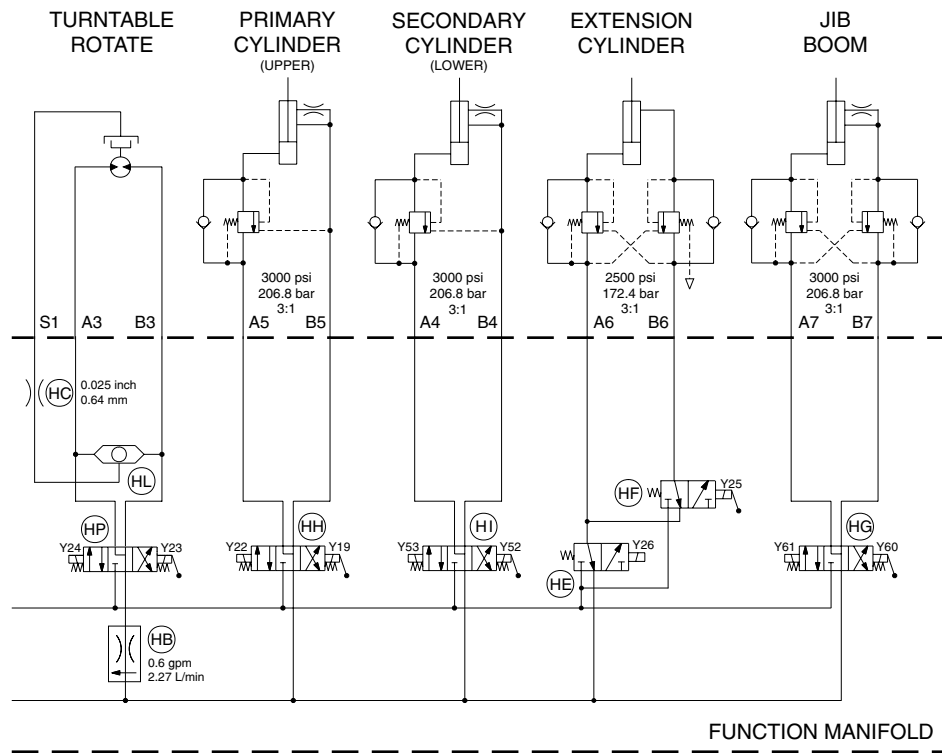 TURNTABLE
ROTATE
PRIMARY
CYLINDER
(UPPER)
SECONDARY
CYLINDER
(LOWER)
EXTENSION
CYLINDER
JIB
BOOM
3000 psi
206.8 bar
3:1
3000 psi
206.8 bar
3:1
2500 psi
172.4 bar
3:1
3000 psi
206.8 bar
3:1
S1 A3 B3 A5 B5 A4 B4 A6 B6 A7 B7
HC
0.025 inch
0.64 mm
HL
HF
Y25
HP
Y24 Y23
HH
Y22 Y19
HI
Y53 Y52
Y26
HE
HG
Y61 Y60
HB
0.6 gpm
2.27 L/min
FUNCTION MANIFOLD